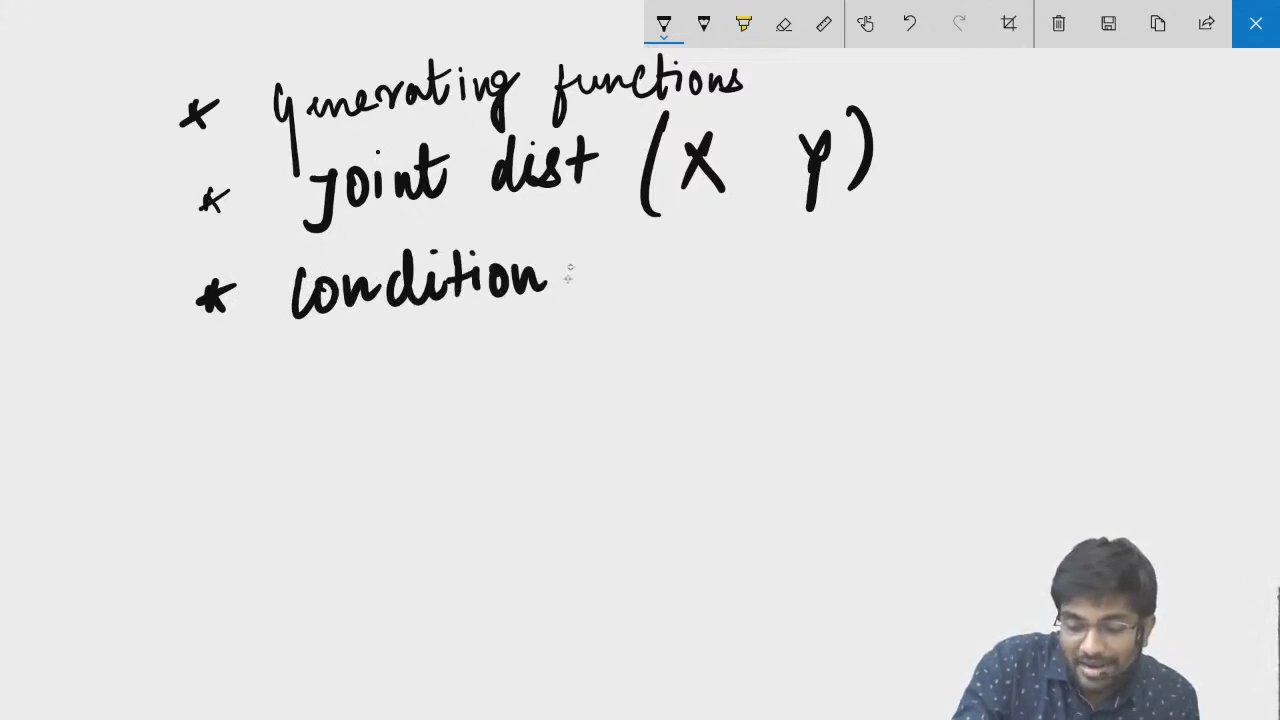 * Generating functions
* Joint dist (X Y)
* condition